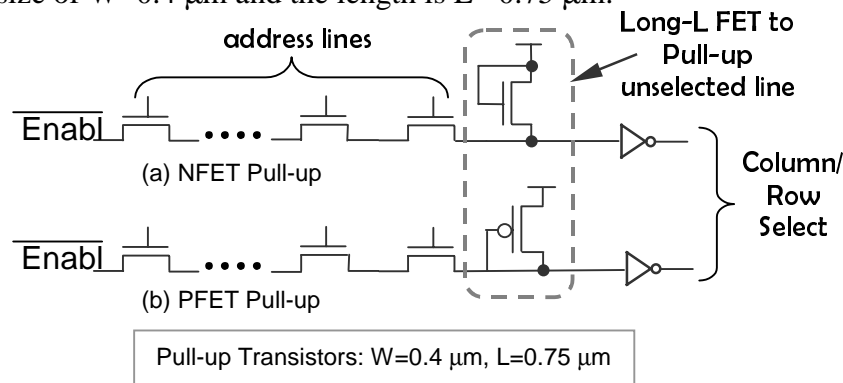 size of W=0.4 μm and the length is L= 0.75 μm.
address lines
Long-L FET to
Pull-up
unselected line
Enabl
(a) NFET Pull-up
Column/
Row
Select
Enabl
(b) PFET Pull-up
Pull-up Transistors: W=0.4 μm, L=0.75 μm